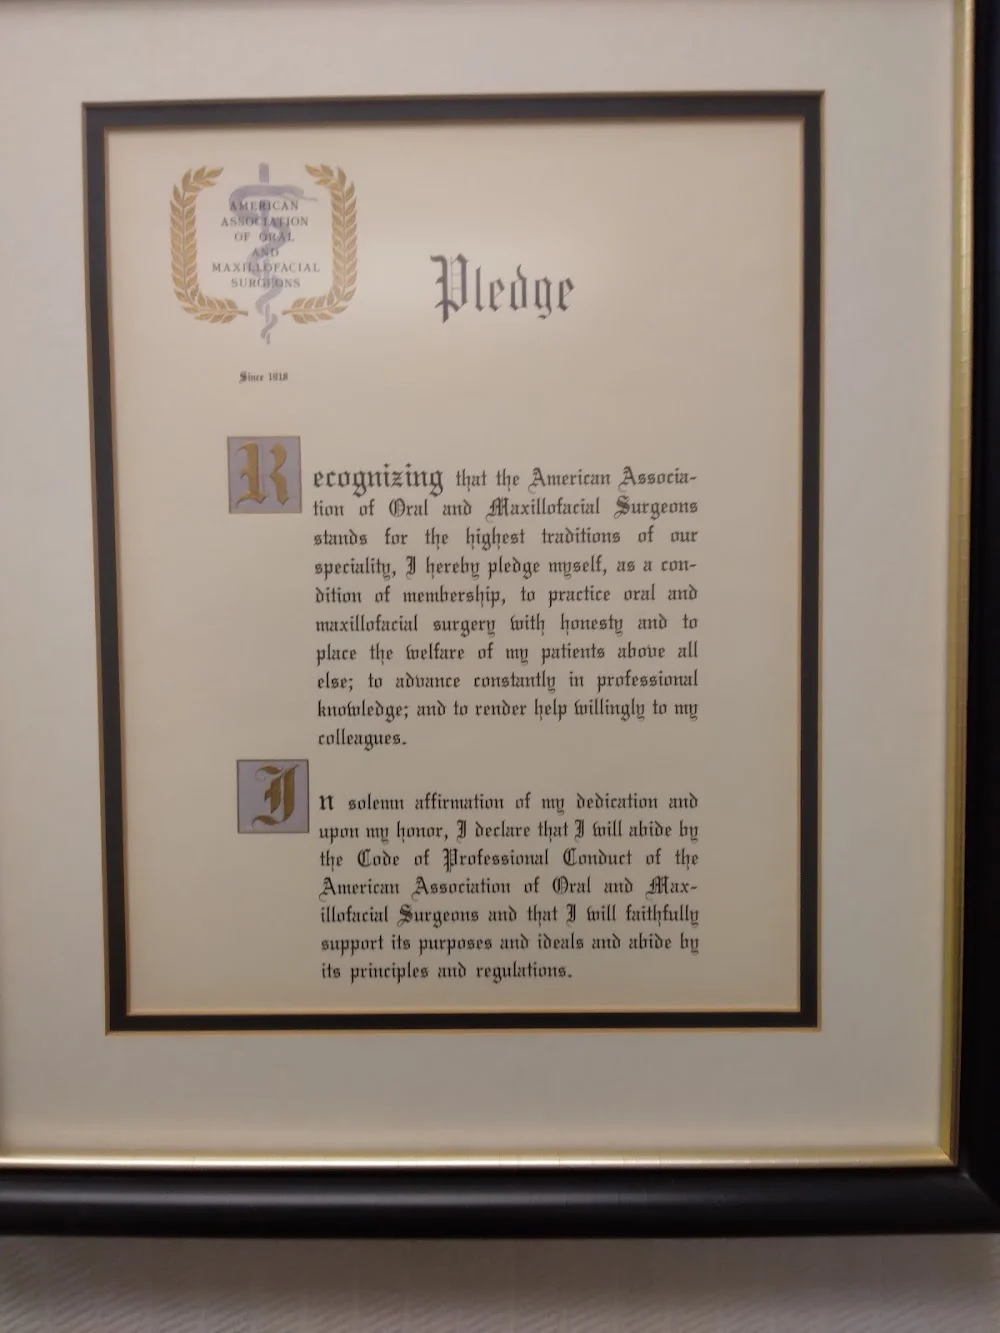 AMERICAN
ASSOCIATION
OF ORAL
AND
MAXILLOFACIAL
SURGEONS
Since 1918
Pledge
Recognizing that the American Associa-
tion of Oral and Maxillofacial Surgeons
stands for the highest traditions of our
speciality, I hereby pledge myself, as a con-
dition of membership, to practice oral and
maxillofacial surgery with honesty and to
place the welfare of my patients above all
else; to advance constantly in professional
knowledge; and to render help willingly to my
colleagues.
In solemn affirmation of my dedication and
upon my honor, I declare that I will abide by
the Code of Professional Conduct of the
American Association of Oral and Max-
illofacial Surgeons and that I will faithfully
support its purposes and ideals and abide by
its principles and regulations.